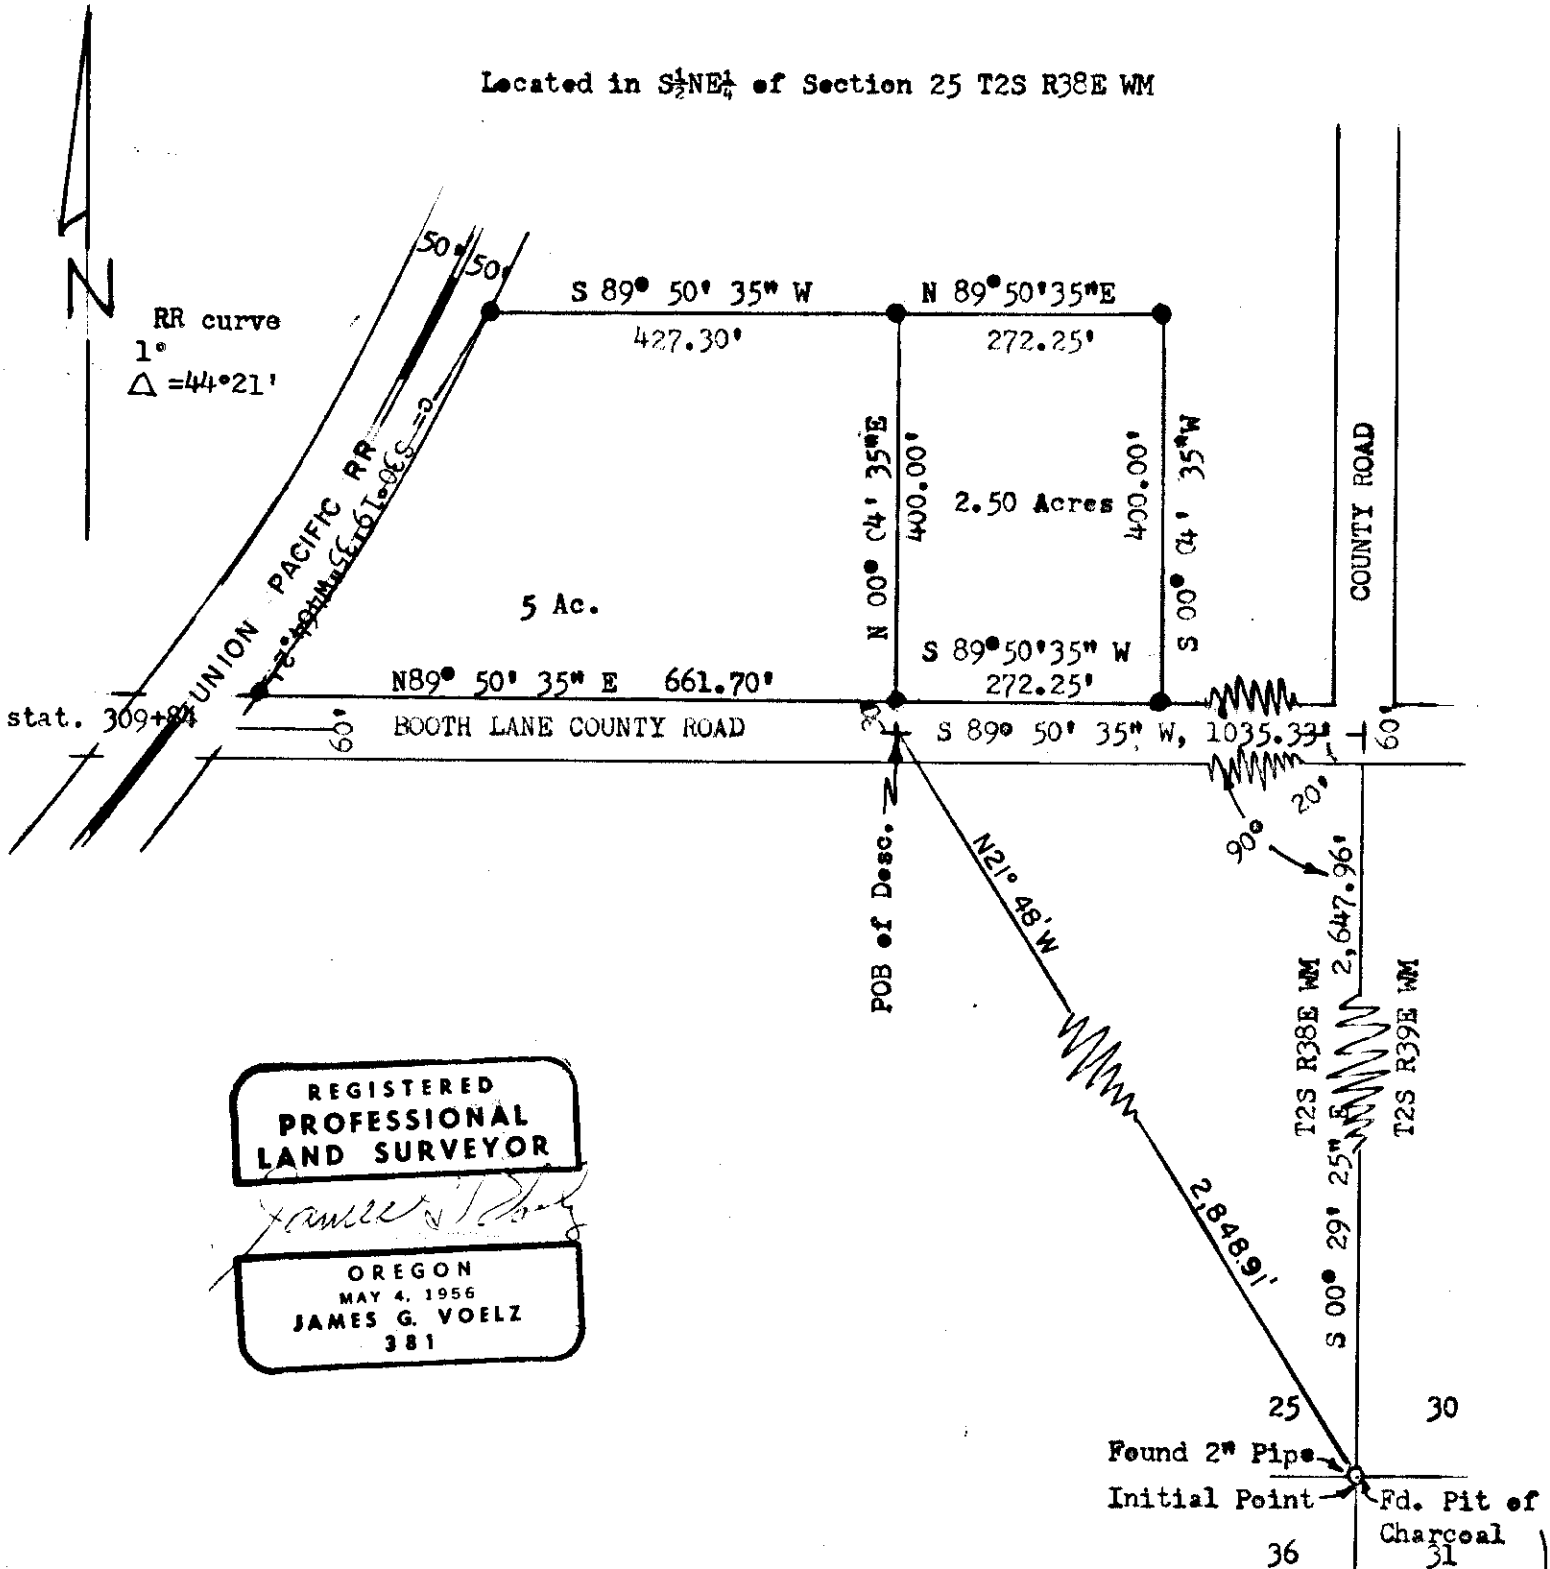 Located in S½NE¼ of Section 25 T2S R38E WM
N
RR curve
1°
Δ =44°21'
50'
50'
S 89° 50' 35" W
427.30'
N 89°50'35"E
272.25'
UNION PACIFIC RR
c= S30°19'35"W
N 00° 04' 35"E
400.00'
2.50 Acres
400.00'
S 00° 04' 35"W
COUNTY ROAD
5 Ac.
S 89°50'35" W
272.25'
N89° 50' 35" E 661.70'
stat. 309+84
60'
BOOTH LANE COUNTY ROAD
30'
S 89° 50' 35" W, 1035.33'
60'
20'
90°
POB of Desc.
N21° 48' W
2,848.91'
2,647.96'
T2S R38E WM
T2S R39E WM
S 00° 29' 25" E
REGISTERED
PROFESSIONAL
LAND SURVEYOR
OREGON
MAY 4, 1956
JAMES G. VOELZ
381
25
30
Found 2" Pipe
Initial Point
Fd. Pit of
Charcoal
36
31